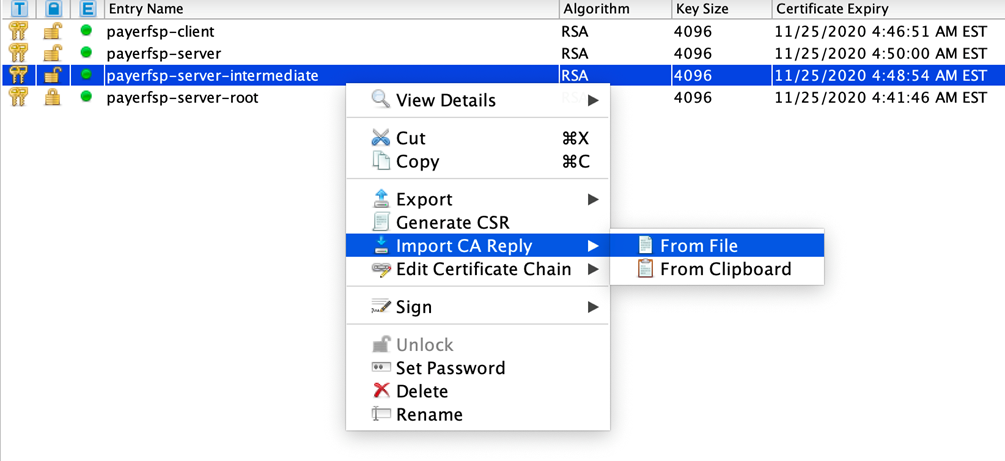 T E Entry Name Algorithm Key Size Certificate Expiry
payerfsp-client RSA 4096 11/25/2020 4:46:51 AM EST
payerfsp-server RSA 4096 11/25/2020 4:50:00 AM EST
payerfsp-server-intermediate RSA 4096 11/25/2020 4:48:54 AM EST
payerfsp-server-root 4096 11/25/2020 4:41:46 AM EST
View Details
Cut ⌘X
Copy ⌘C
Export
Generate CSR
Import CA Reply From File
Edit Certificate Chain From Clipboard
Sign
Unlock
Set Password
Delete
Rename